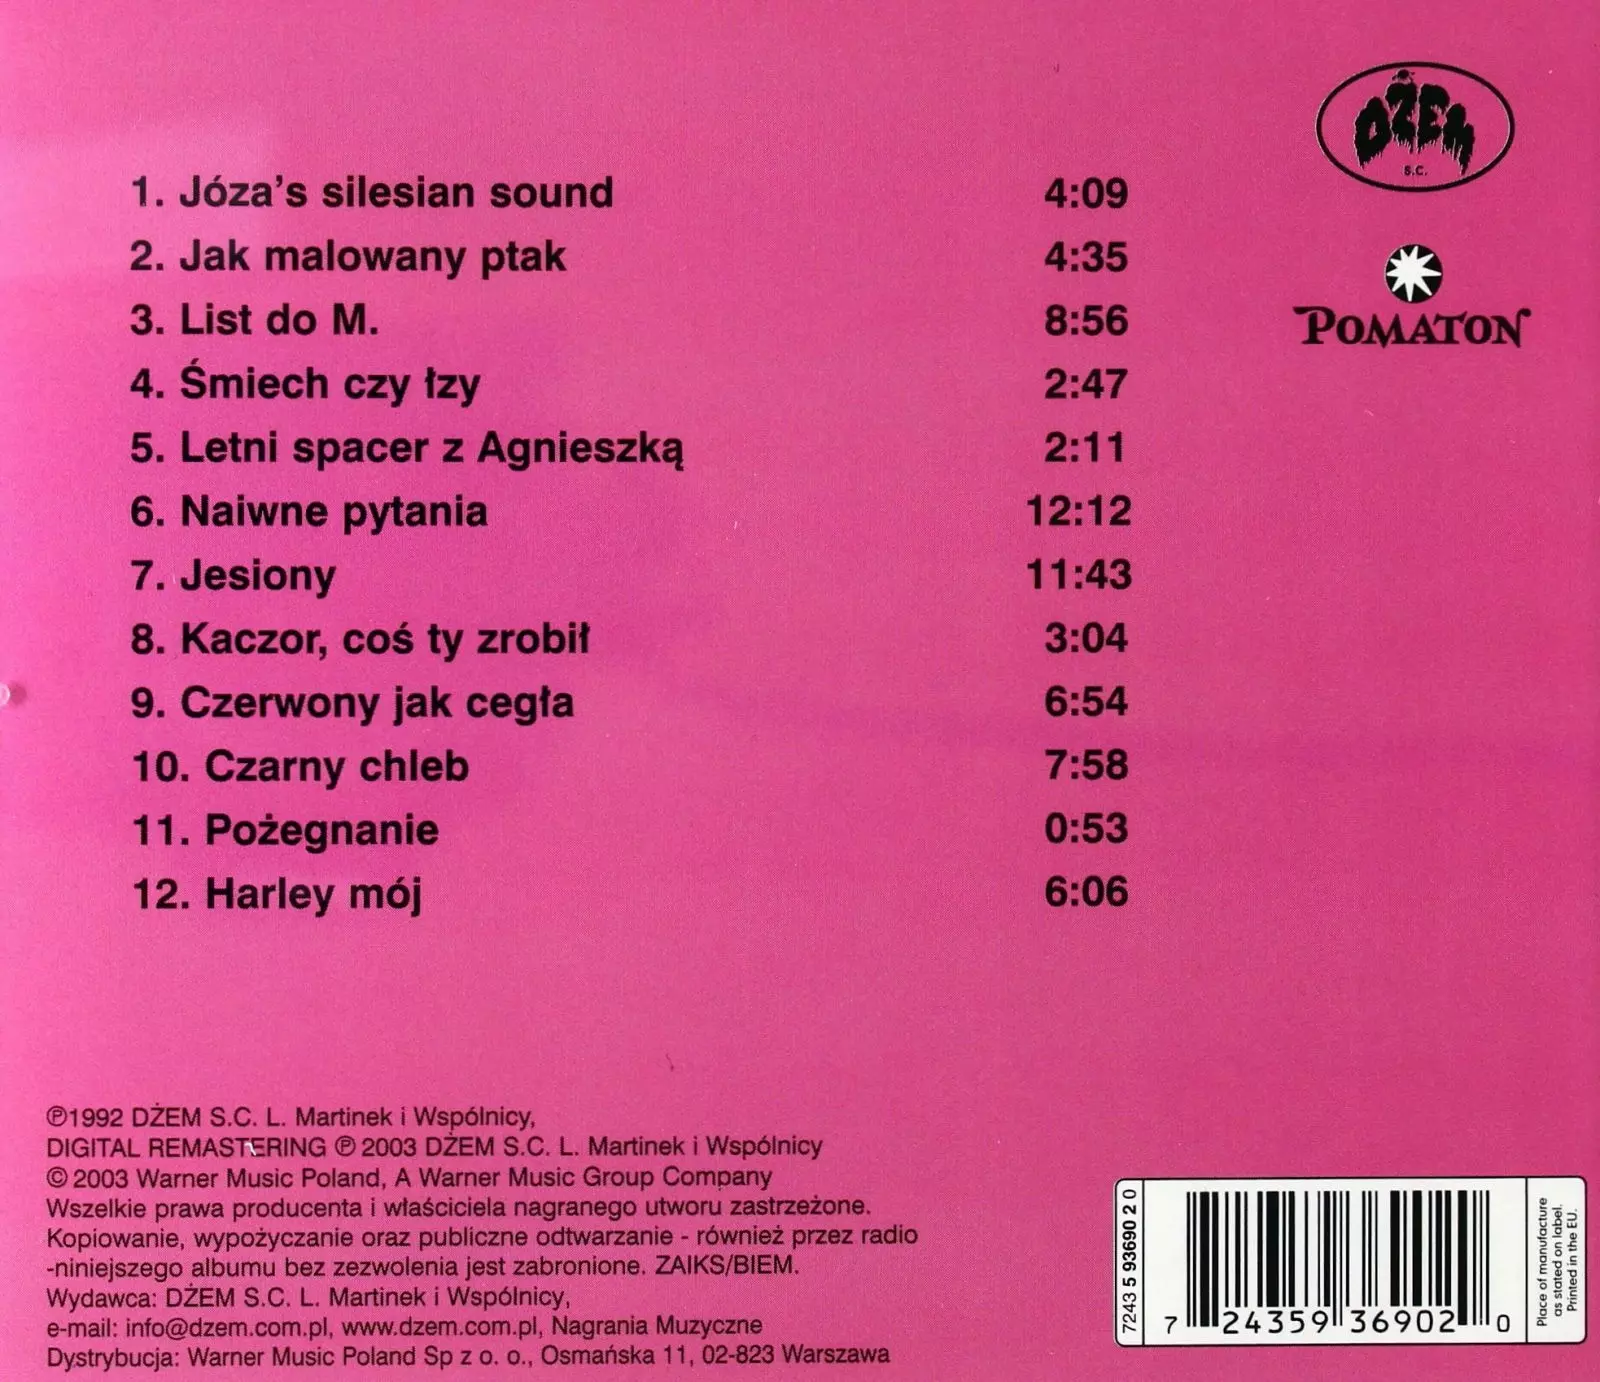 DŻEM
S.C.
POMATON
1. Józa's silesian sound 4:09
2. Jak malowany ptak 4:35
3. List do M. 8:56
4. Śmiech czy łzy 2:47
5. Letni spacer z Agnieszką 2:11
6. Naiwne pytania 12:12
7. Jesiony 11:43
8. Kaczor, coś ty zrobił 3:04
9. Czerwony jak cegła 6:54
10. Czarny chleb 7:58
11. Pożegnanie 0:53
12. Harley mój 6:06
℗1992 DŻEM S.C. L. Martinek i Wspólnicy,
DIGITAL REMASTERING ℗ 2003 DŻEM S.C. L. Martinek i Wspólnicy
© 2003 Warner Music Poland, A Warner Music Group Company
Wszelkie prawa producenta i właściciela nagranego utworu zastrzeżone.
Kopiowanie, wypożyczanie oraz publiczne odtwarzanie - również przez radio
-niniejszego albumu bez zezwolenia jest zabronione. ZAIKS/BIEM.
Wydawca: DŻEM S.C. L. Martinek i Wspólnicy,
e-mail: info@dzem.com.pl, www.dzem.com.pl, Nagrania Muzyczne
Dystrybucja: Warner Music Poland Sp z o. o., Osmańska 11, 02-823 Warszawa
7243 5 93690 2 0
7 24359 36902 0
Place of manufacture
as stated on label.
Printed in the EU.